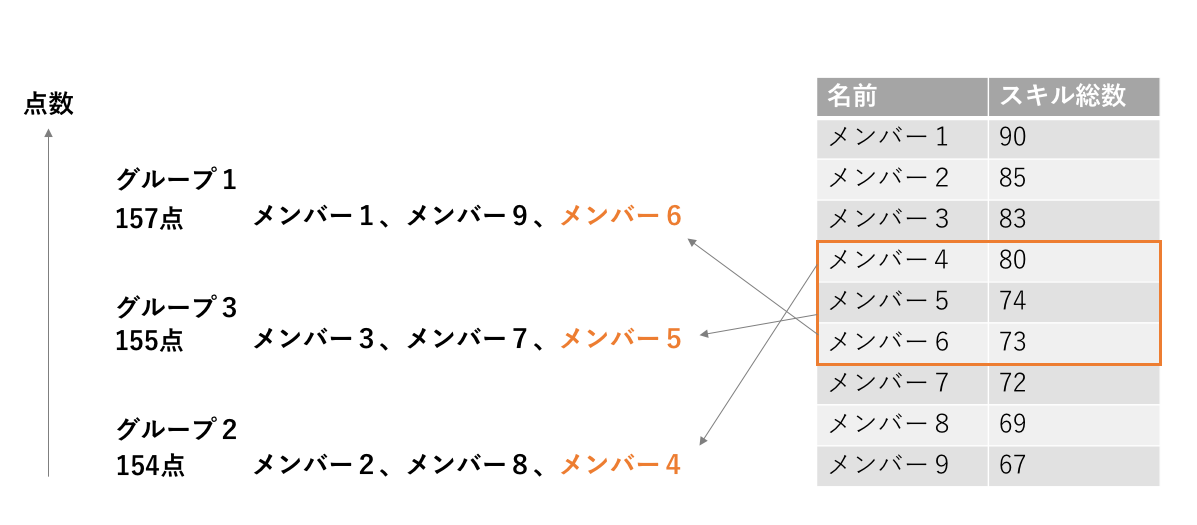 点数
グループ1
157点 メンバー1、メンバー9、メンバー6
グループ3
155点 メンバー3、メンバー7、メンバー5
グループ2
154点 メンバー2、メンバー8、メンバー4
名前 スキル総数
メンバー1 90
メンバー2 85
メンバー3 83
メンバー4 80
メンバー5 74
メンバー6 73
メンバー7 72
メンバー8 69
メンバー9 67